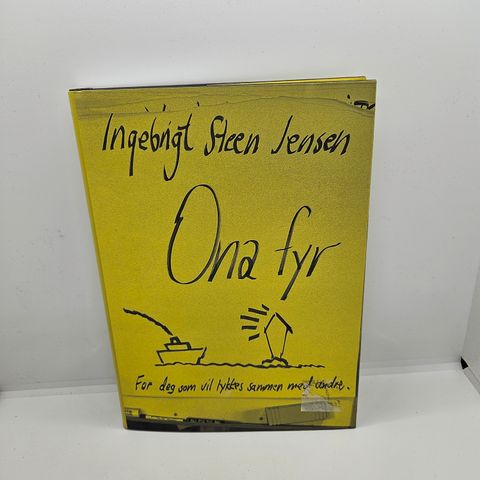 Ingebrigt Steen Jensen
Ona fyr
For deg som vil lykkes sammen med andre.